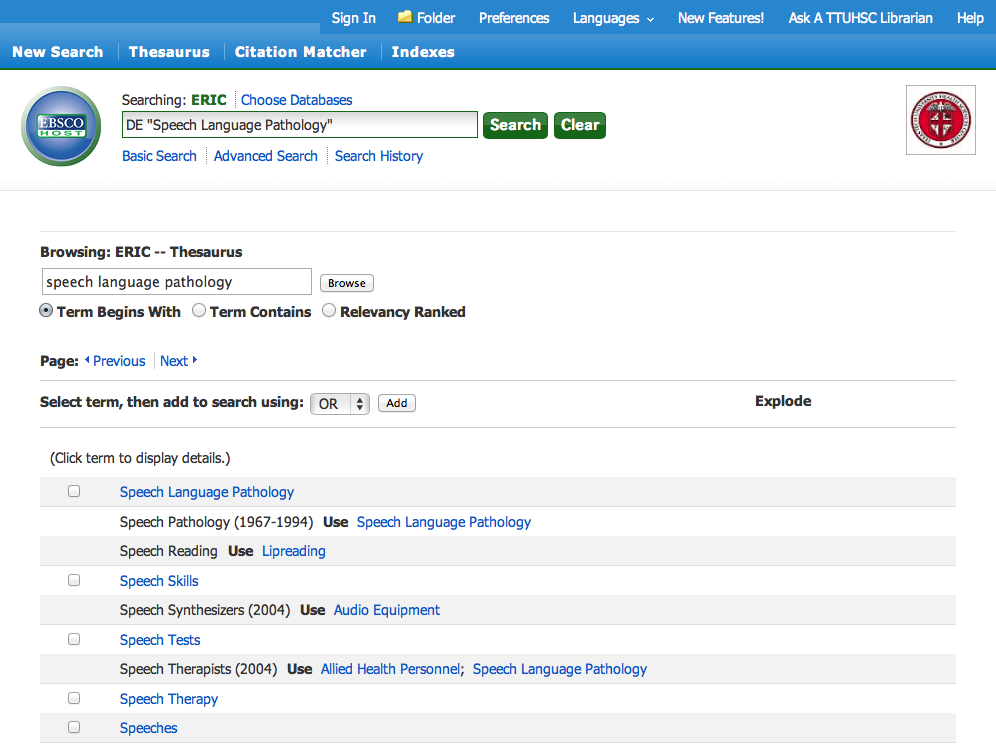 Sign In Folder Preferences Languages New Features! Ask A TTUHSC Librarian Help
New Search Thesaurus Citation Matcher Indexes
EBSCO
HOST
Searching: ERIC Choose Databases
DE "Speech Language Pathology" Search Clear
Basic Search Advanced Search Search History
Browsing: ERIC -- Thesaurus
speech language pathology Browse
Term Begins With Term Contains Relevancy Ranked
Page: Previous Next
Select term, then add to search using: OR Add Explode
(Click term to display details.)
Speech Language Pathology
Speech Pathology (1967-1994) Use Speech Language Pathology
Speech Reading Use Lipreading
Speech Skills
Speech Synthesizers (2004) Use Audio Equipment
Speech Tests
Speech Therapists (2004) Use Allied Health Personnel; Speech Language Pathology
Speech Therapy
Speeches